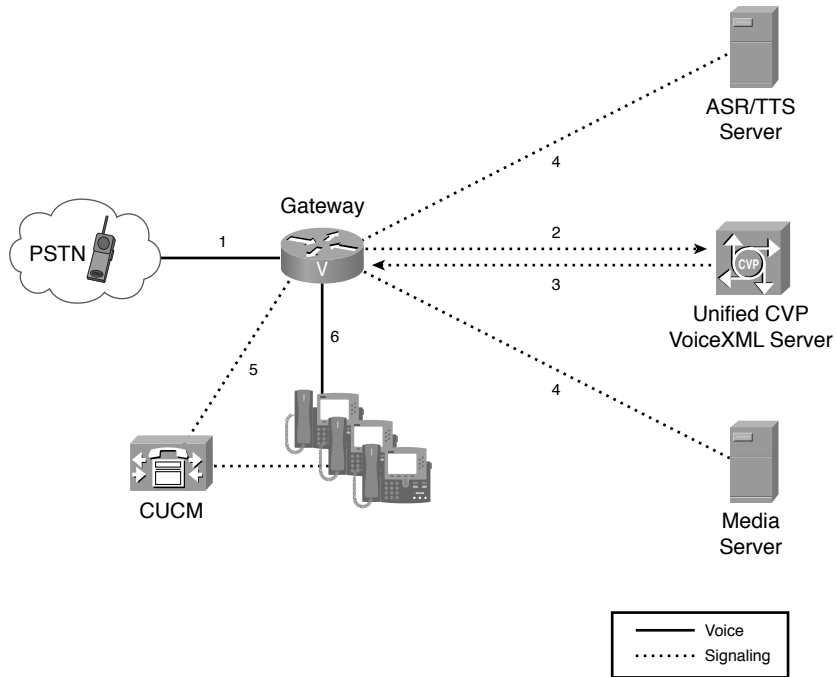 ASR/TTS
Server
4
Gateway
PSTN
1
V
2
3
CVP
Unified CVP
VoiceXML Server
5
6
4
CUCM
Media
Server
Voice
Signaling